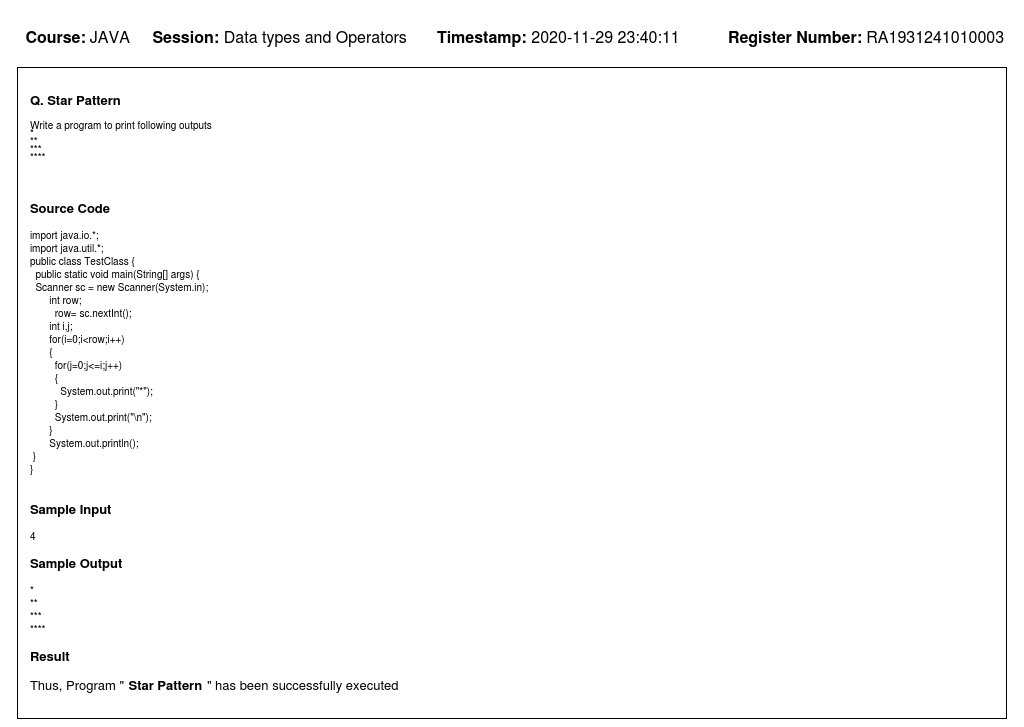 Course: JAVA Session: Data types and Operators Timestamp: 2020-11-29 23:40:11 Register Number: RA1931241010003
Q. Star Pattern
Write a program to print following outputs
*
**
***
****
Source Code
import java.io.*;
import java.util.*;
public class TestClass {
  public static void main(String[] args) {
  Scanner sc = new Scanner(System.in);
       int row;
         row= sc.nextInt();
       int i,j;
       for(i=0;i<row;i++)
       {
         for(j=0;j<=i;j++)
         {
           System.out.print("*");
         }
         System.out.print("\n");
       }
       System.out.println();
 }
}
Sample Input
4
Sample Output
*
**
***
****
Result
Thus, Program " Star Pattern " has been successfully executed